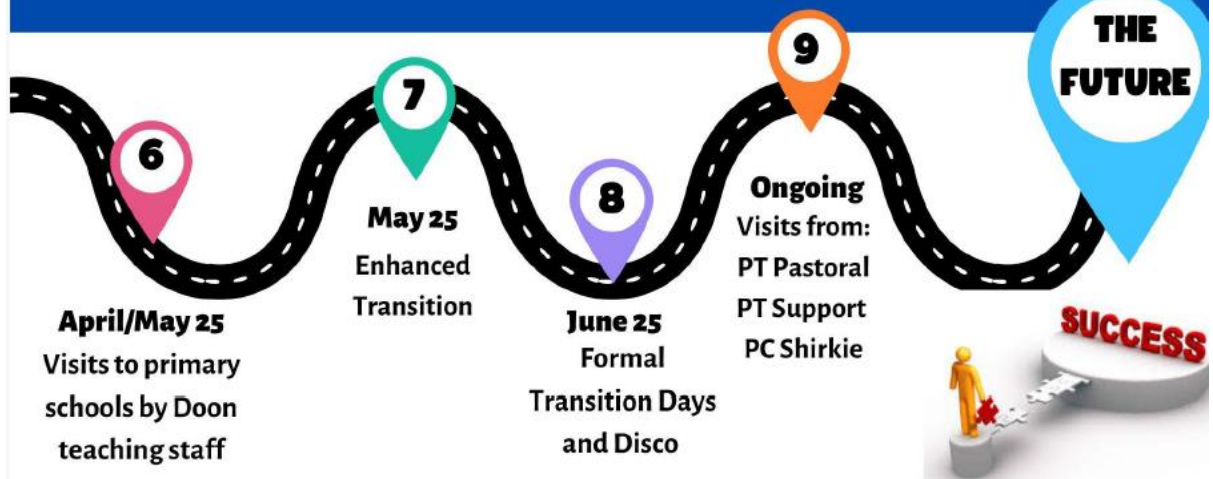 6
April/May 25
Visits to primary
schools by Doon
teaching staff
7
May 25
Enhanced
Transition
8
June 25
Formal
Transition Days
and Disco
9
Ongoing
Visits from:
PT Pastoral
PT Support
PC Shirkie
THE
FUTURE
SUCCESS